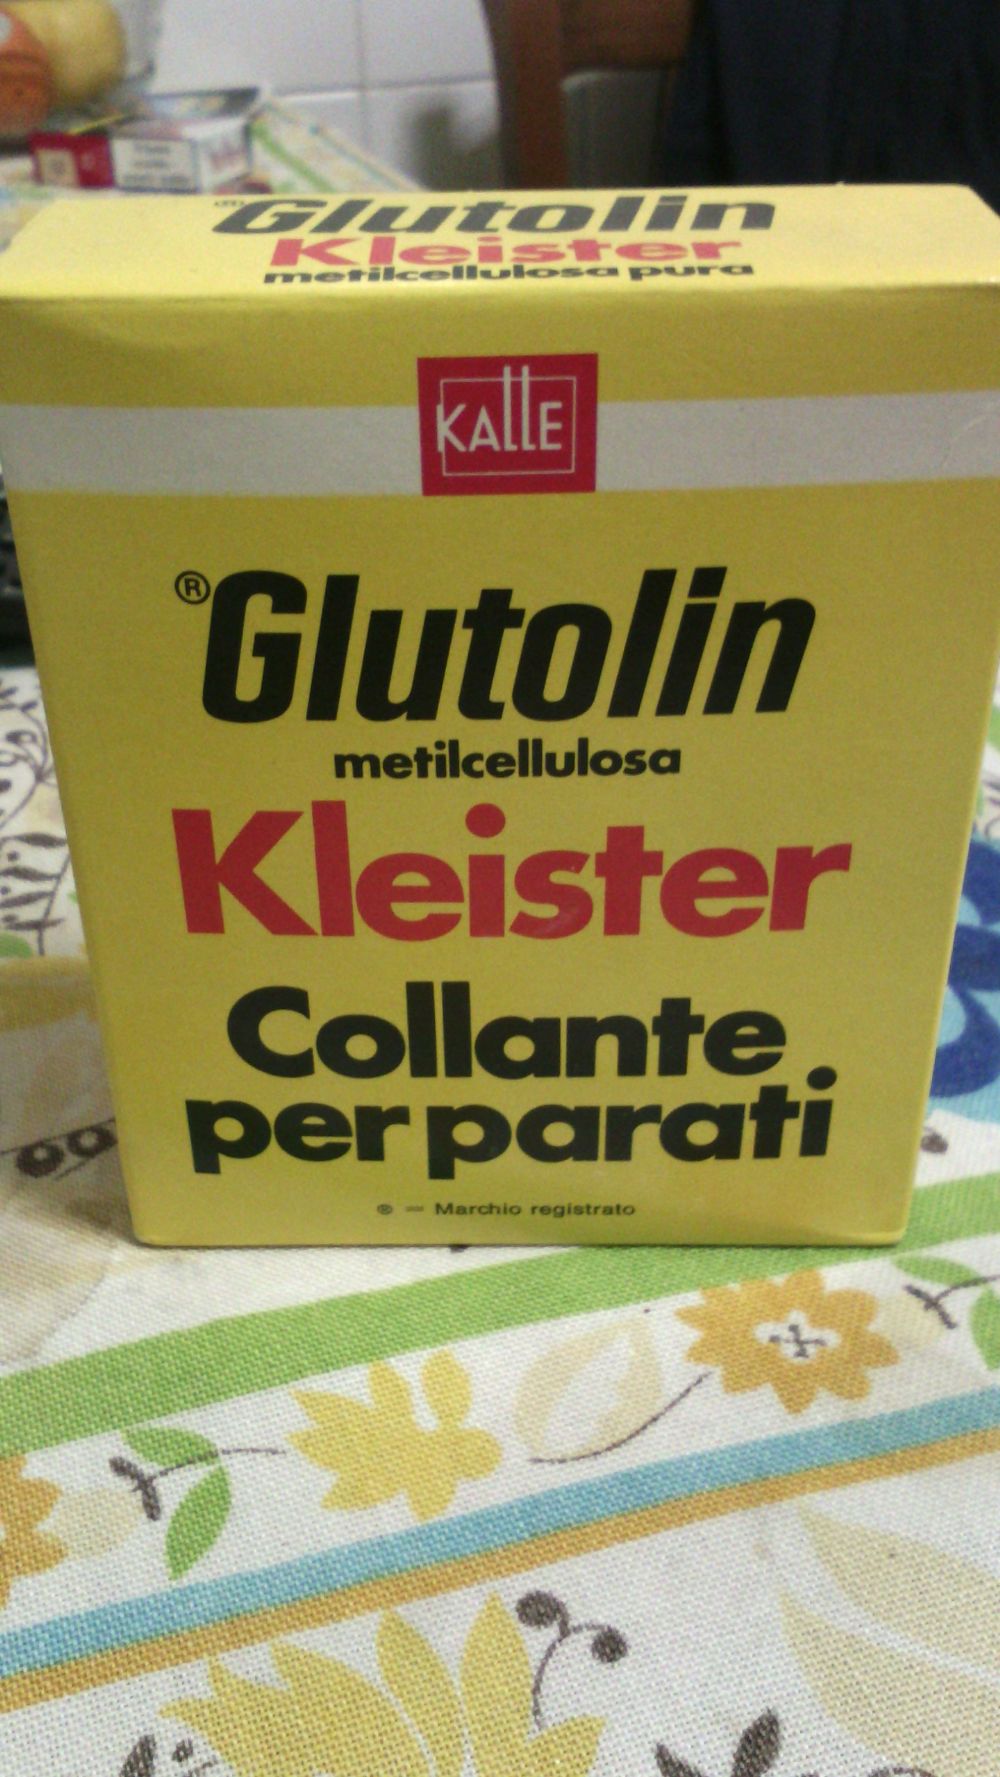 ®Glutolin
Kleister
metilcellulosa pura
KALLE
®Glutolin
metilcellulosa
Kleister
Collante
per parati
® = Marchio registrato